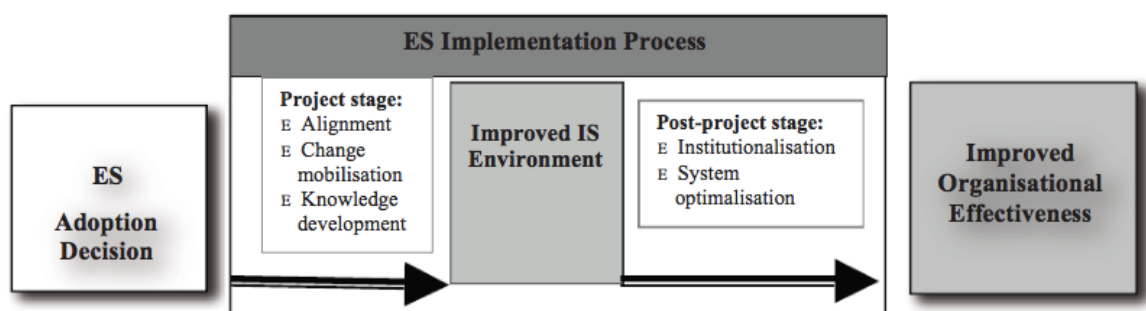 ES Implementation Process
ES
Adoption
Decision
Project stage:
E Alignment
E Change
mobilisation
E Knowledge
development
Improved IS
Environment
Post-project stage:
E Institutionalisation
E System
optimalisation
Improved
Organisational
Effectiveness